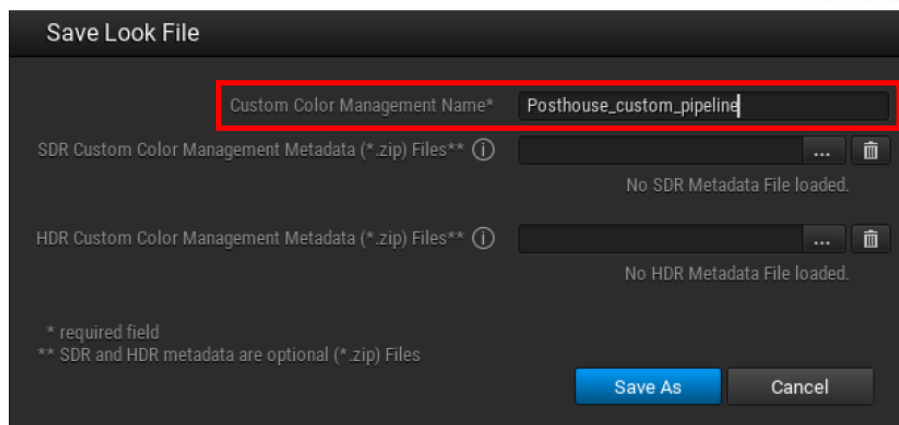 Save Look File
Custom Color Management Name* Posthouse_custom_pipeline
SDR Custom Color Management Metadata (*.zip) Files** i ...
No SDR Metadata File loaded.
HDR Custom Color Management Metadata (*.zip) Files** i ...
No HDR Metadata File loaded.
* required field
** SDR and HDR metadata are optional (*.zip) Files
Save As Cancel